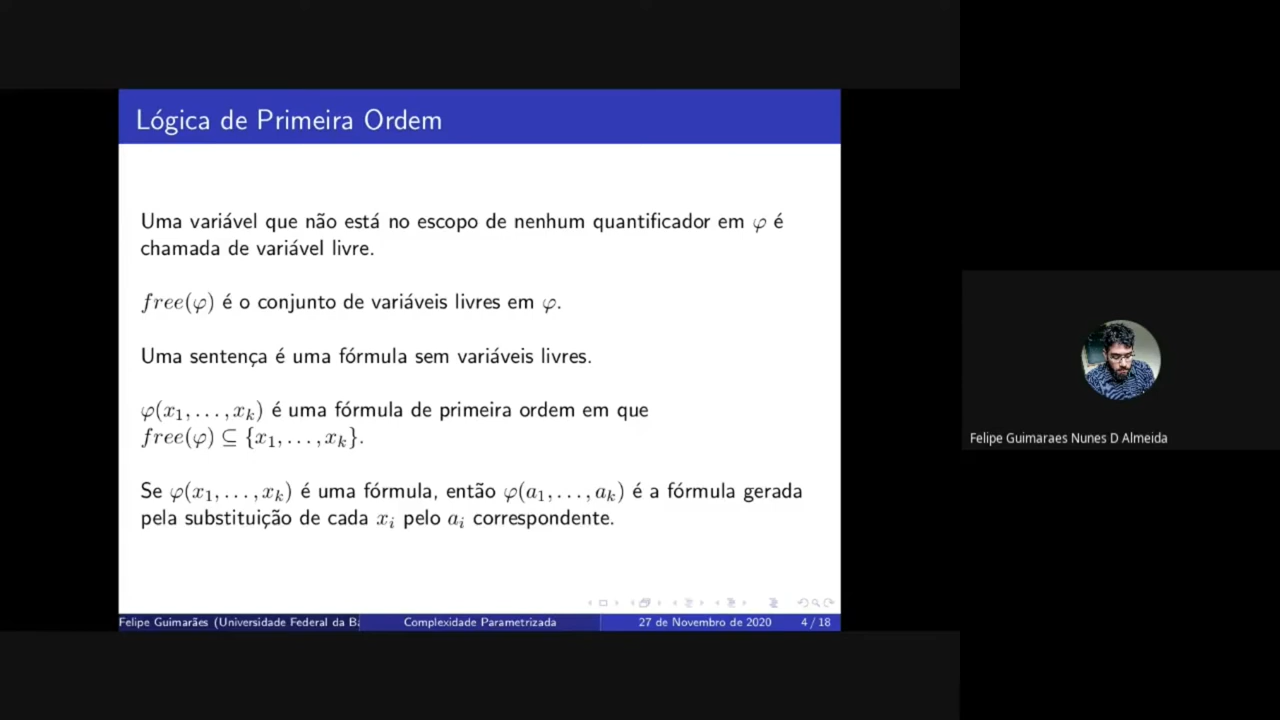 Lógica de Primeira Ordem
Uma variável que não está no escopo de nenhum quantificador em φ é
chamada de variável livre.
free(φ) é o conjunto de variáveis livres em φ.
Uma sentença é uma fórmula sem variáveis livres.
φ(x₁, . . . , xₖ) é uma fórmula de primeira ordem em que
free(φ) ⊆ {x₁, . . . , xₖ}.
Se φ(x₁, . . . , xₖ) é uma fórmula, então φ(a₁, . . . , aₖ) é a fórmula gerada
pela substituição de cada xᵢ pelo aᵢ correspondente.
Felipe Guimarães (Universidade Federal da Ba
Complexidade Parametrizada
27 de Novembro de 2020
4 / 18
Felipe Guimaraes Nunes D Almeida